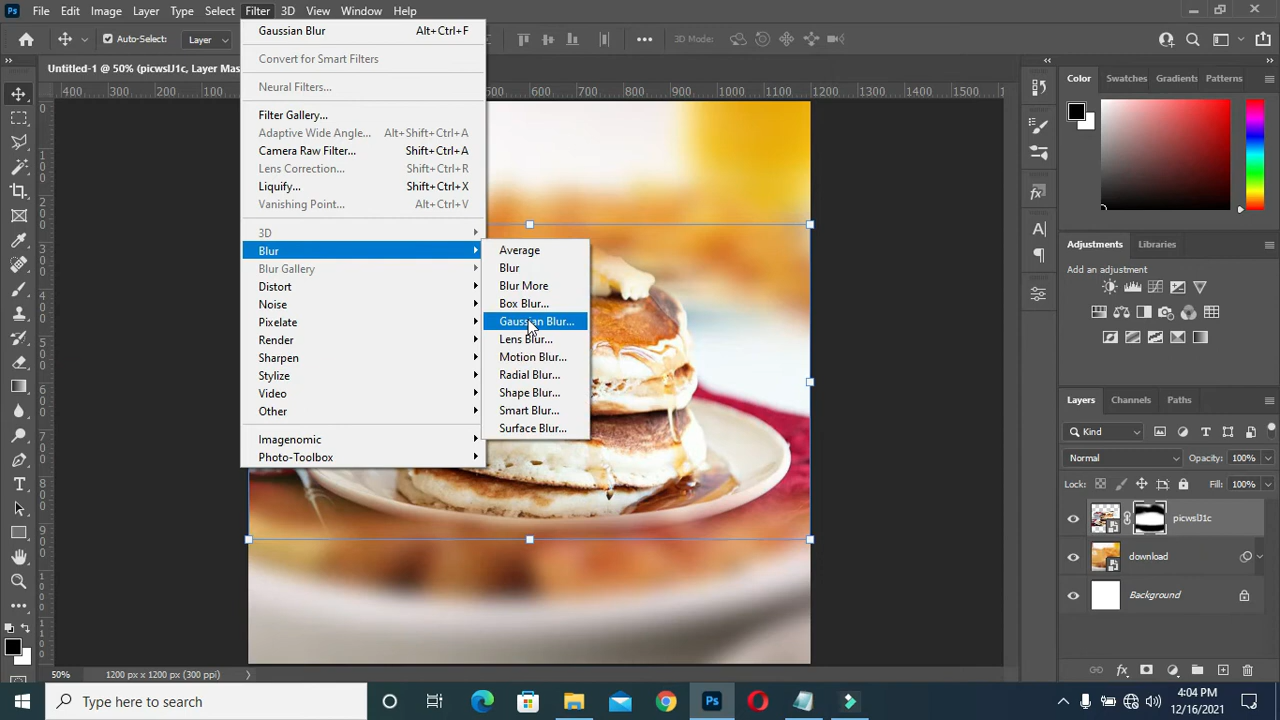 Ps File Edit Image Layer Type Select Filter 3D View Window Help
Auto-Select: Layer 3D Mode:
Untitled-1 @ 50% (picwsIJ1c, Layer Mas
400 300 200 100 500 600 700 800 900 1000 1100 1200 1300 1400 1500
Gaussian Blur Alt+Ctrl+F
Convert for Smart Filters
Neural Filters...
Filter Gallery...
Adaptive Wide Angle... Alt+Shift+Ctrl+A
Camera Raw Filter... Shift+Ctrl+A
Lens Correction... Shift+Ctrl+R
Liquify... Shift+Ctrl+X
Vanishing Point... Alt+Ctrl+V
3D
Blur
Blur Gallery
Distort
Noise
Pixelate
Render
Sharpen
Stylize
Video
Other
Imagenomic
Photo-Toolbox
Average
Blur
Blur More
Box Blur...
Gaussian Blur...
Lens Blur...
Motion Blur...
Radial Blur...
Shape Blur...
Smart Blur...
Surface Blur...
Color Swatches Gradients Patterns
Adjustments Libraries
Add an adjustment
Layers Channels Paths
Kind
Normal Opacity: 100%
Lock: Fill: 100%
picwsIJ1c
download
Background
50% 1200 px x 1200 px (300 ppi)
Type here to search
4:04 PM
12/16/2021